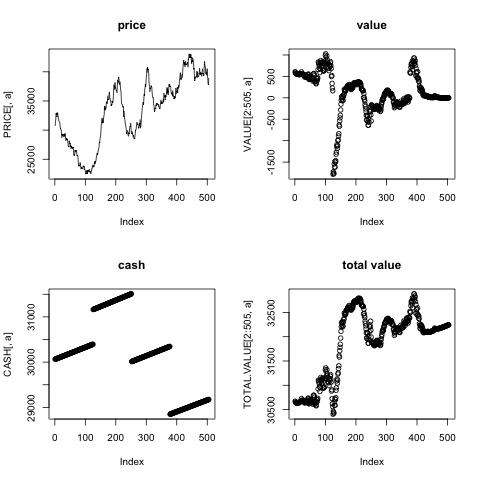 price
PRICE[, a]
35000
25000
0 100 200 300 400 500
Index
value
VALUE[2:505, a]
500
0
-500
-1500
0 100 200 300 400 500
Index
cash
CASH[, a]
31000
30000
29000
0 100 200 300 400 500
Index
total value
TOTAL.VALUE[2:505, a]
32500
31500
30500
0 100 200 300 400 500
Index